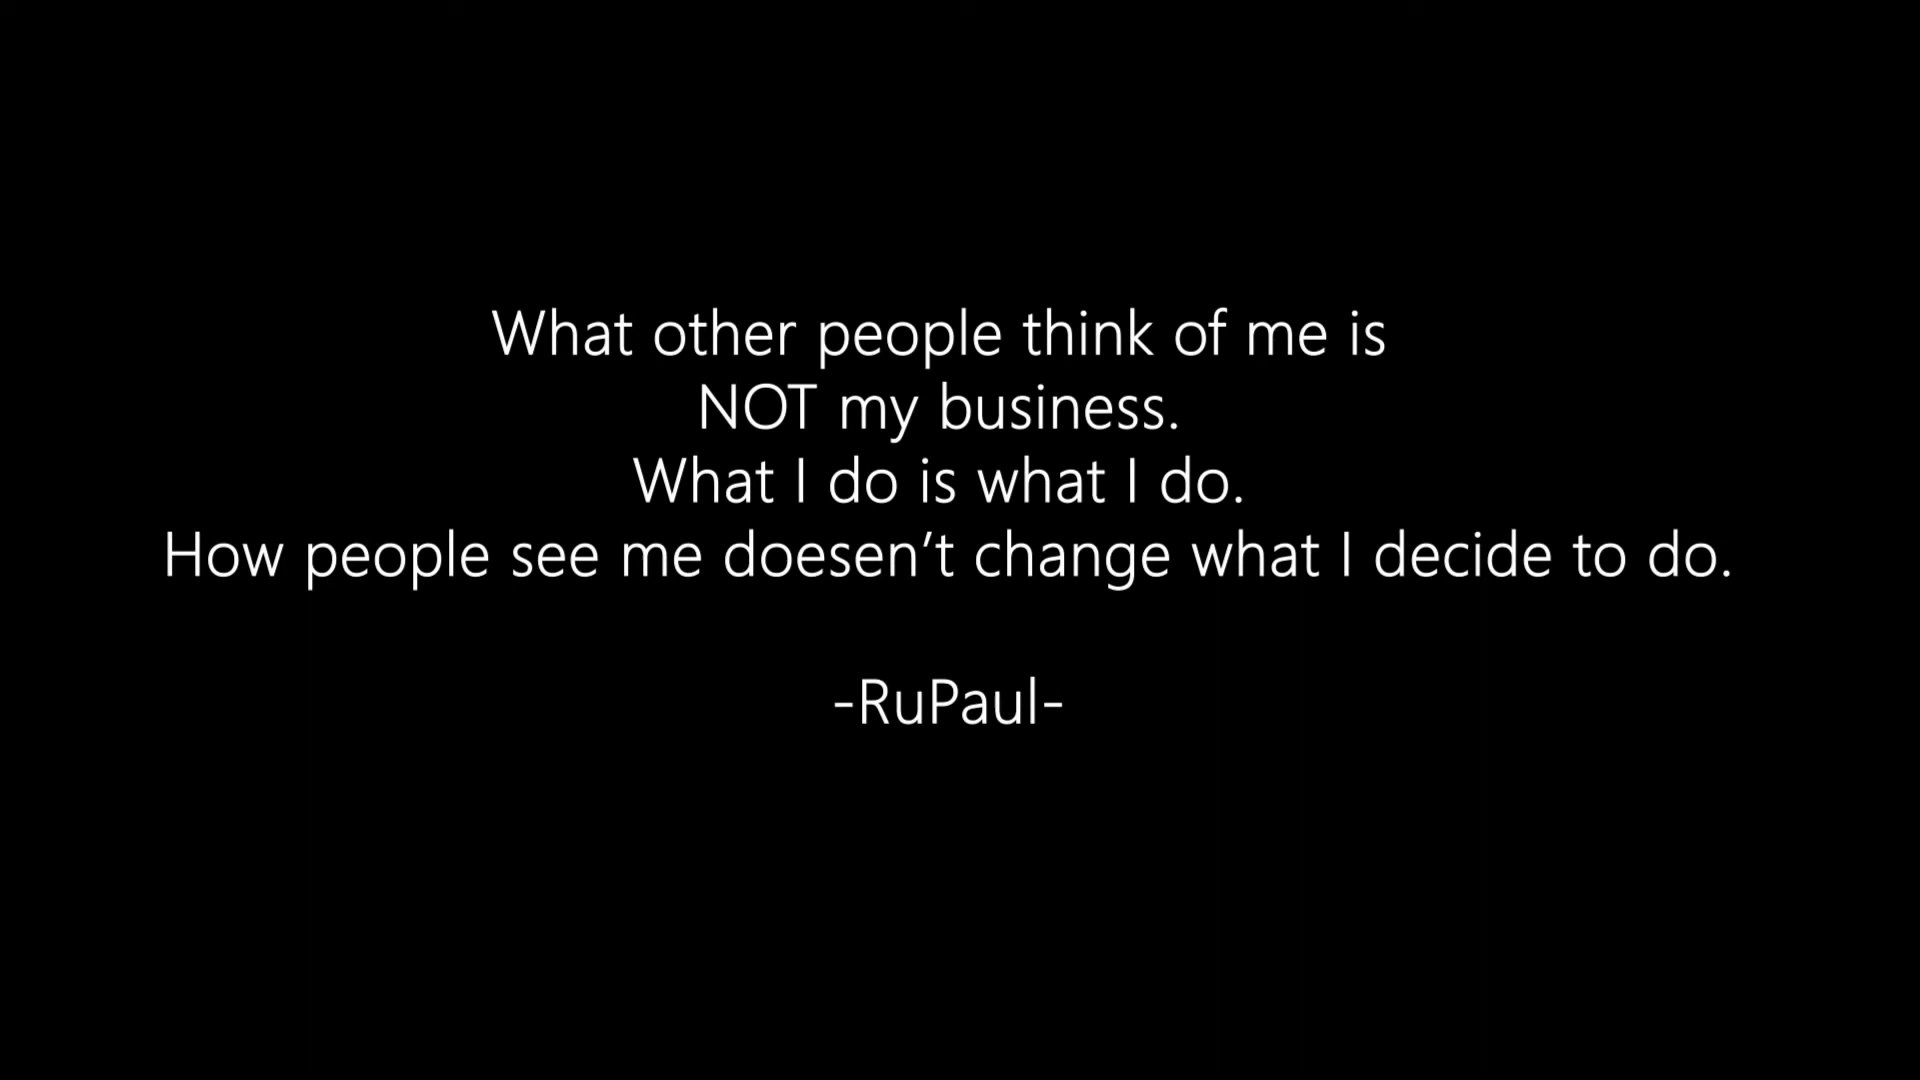 What other people think of me is
NOT my business.
What I do is what I do.
How people see me doesen’t change what I decide to do.
-RuPaul-